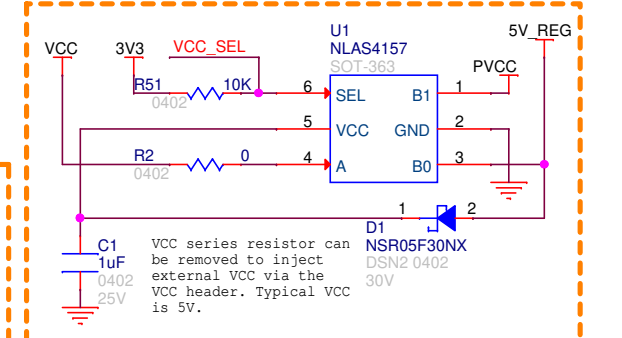 U1
NLAS4157
SOT-363
5V_REG
VCC
3V3
VCC_SEL
PVCC
R51
10K
0402
6
SEL
B1
1
5
VCC
GND
2
R2
0
0402
4
A
B0
3
1
2
D1
NSR05F30NX
DSN2 0402
30V
C1
1uF
0402
25V
VCC series resistor can
be removed to inject
external VCC via the
VCC header. Typical VCC
is 5V.